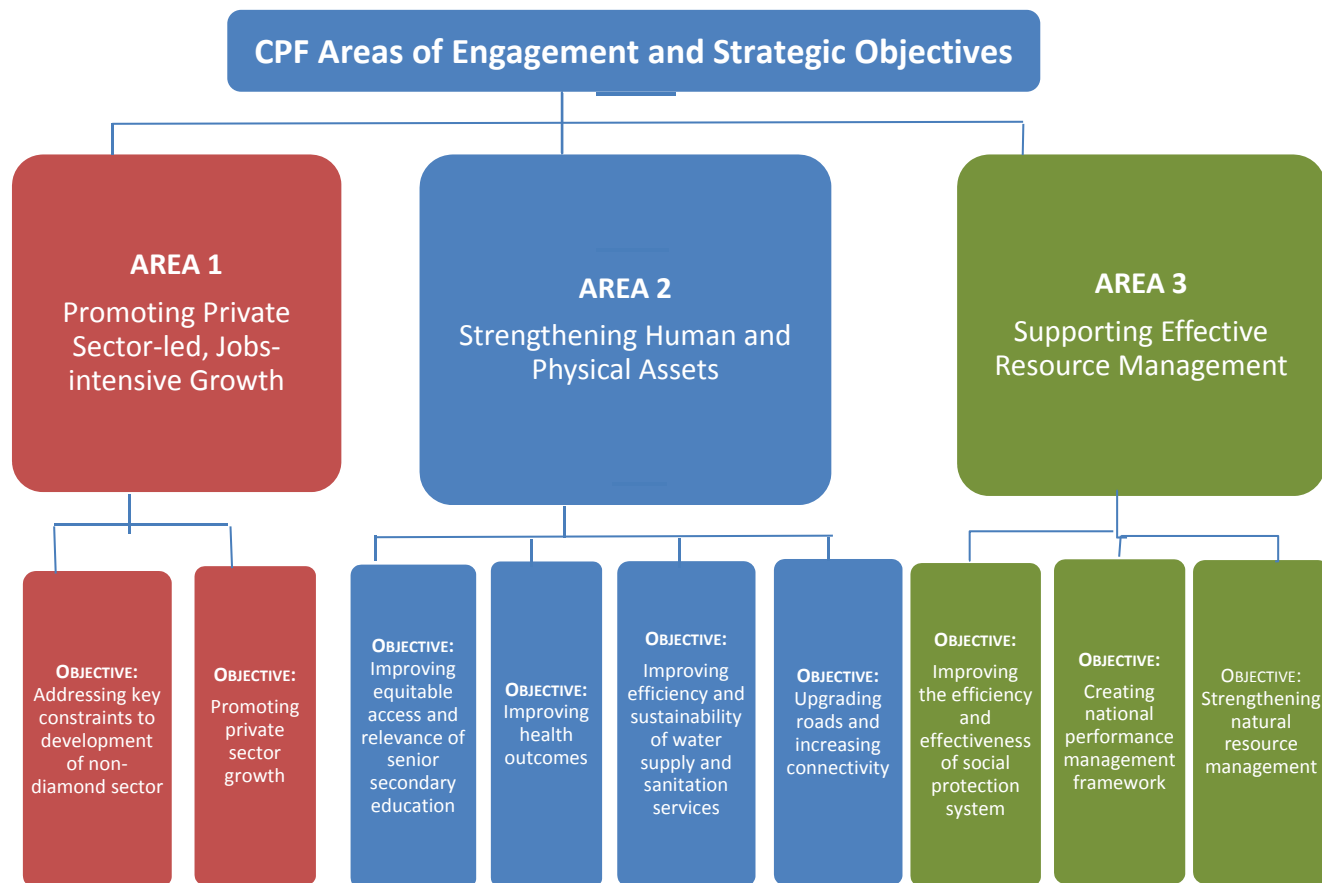 CPF Areas of Engagement and Strategic Objectives
AREA 1
Promoting Private
Sector-led, Jobs-
intensive Growth
AREA 2
Strengthening Human and
Physical Assets
AREA 3
Supporting Effective
Resource Management
OBJECTIVE:
Addressing key
constraints to
development
of non-
diamond sector
OBJECTIVE:
Promoting
private
sector
growth
OBJECTIVE:
Improving
equitable
access and
relevance of
senior
secondary
education
OBJECTIVE:
Improving
health
outcomes
OBJECTIVE:
Improving
efficiency and
sustainability
of water
supply and
sanitation
services
OBJECTIVE:
Upgrading
roads and
increasing
connectivity
OBJECTIVE:
Improving
the efficiency
and
effectiveness
of social
protection
system
OBJECTIVE:
Creating
national
performance
management
framework
OBJECTIVE:
Strengthening
natural
resource
management